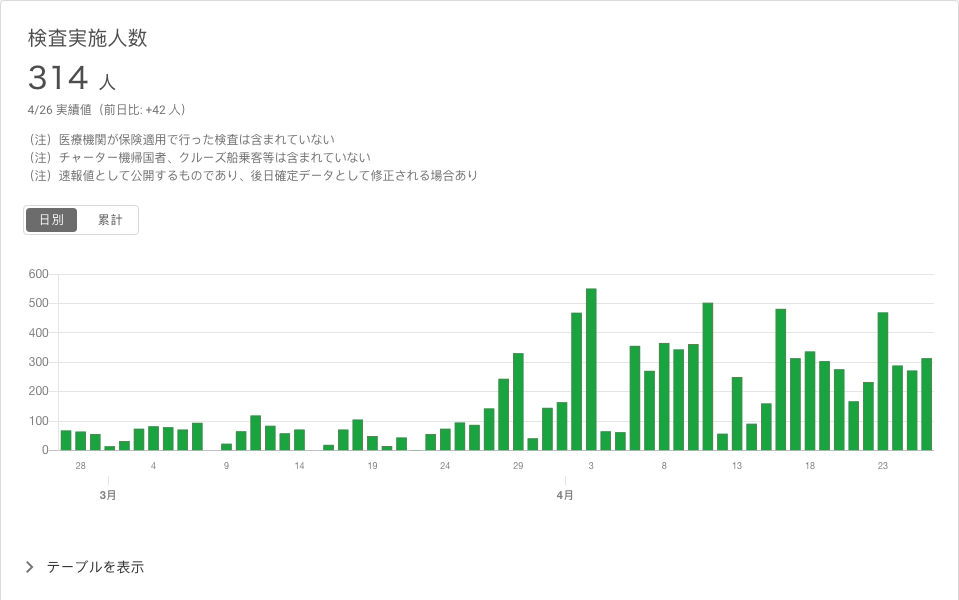 検査実施人数
314 人
4/26 実績値（前日比: +42 人）
（注）医療機関が保険適用で行った検査は含まれていない
（注）チャーター機帰国者、クルーズ船乗客等は含まれていない
（注）速報値として公開するものであり、後日確定データとして修正される場合あり
日別 累計
600
500
400
300
200
100
0
28 4 9 14 19 24 29 3 8 13 18 23
3月 4月
テーブルを表示